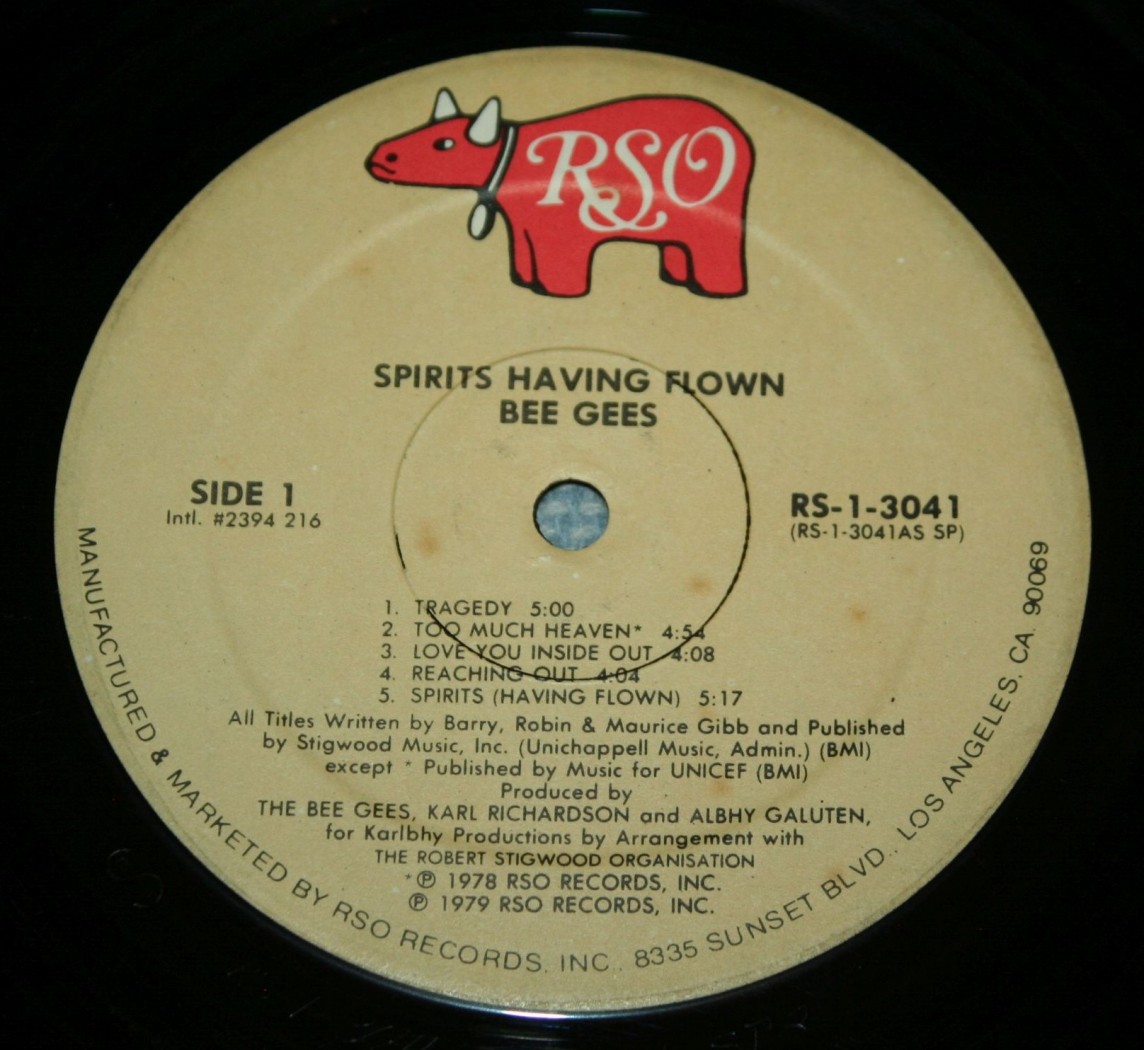 RSO
SPIRITS HAVING FLOWN
BEE GEES
SIDE 1
Intl. #2394 216
RS-1-3041
(RS-1-3041AS SP)
1. TRAGEDY 5:00
2. TOO MUCH HEAVEN* 4:54
3. LOVE YOU INSIDE OUT 4:08
4. REACHING OUT 4:04
5. SPIRITS (HAVING FLOWN) 5:17
All Titles Written by Barry, Robin & Maurice Gibb and Published
by Stigwood Music, Inc. (Unichappell Music, Admin.) (BMI)
except * Published by Music for UNICEF (BMI)
Produced by
THE BEE GEES, KARL RICHARDSON and ALBHY GALUTEN,
for Karlbhy Productions by Arrangement with
THE ROBERT STIGWOOD ORGANISATION
*℗ 1978 RSO RECORDS, INC.
℗ 1979 RSO RECORDS, INC.
MANUFACTURED & MARKETED BY RSO RECORDS, INC., 8335 SUNSET BLVD., LOS ANGELES, CA. 90069